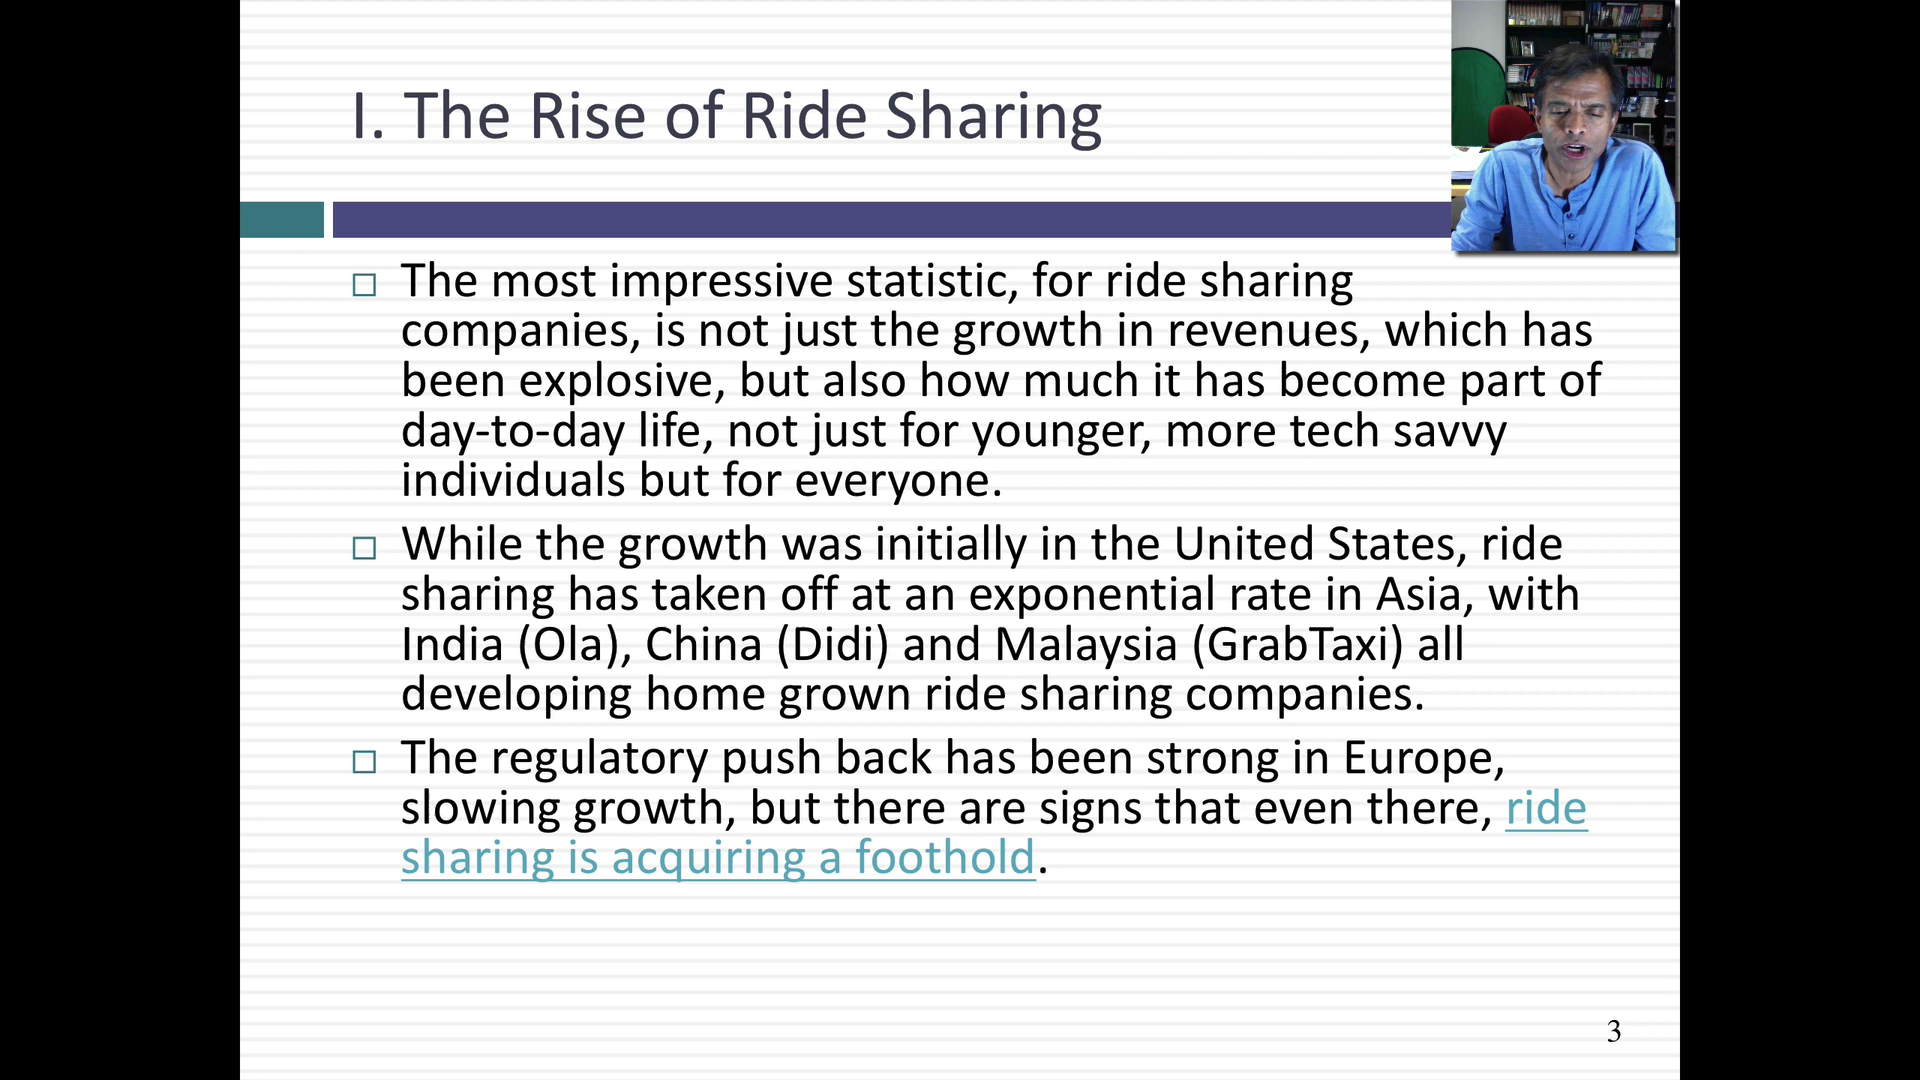 I. The Rise of Ride Sharing
The most impressive statistic, for ride sharing
companies, is not just the growth in revenues, which has
been explosive, but also how much it has become part of
day-to-day life, not just for younger, more tech savvy
individuals but for everyone.
While the growth was initially in the United States, ride
sharing has taken off at an exponential rate in Asia, with
India (Ola), China (Didi) and Malaysia (GrabTaxi) all
developing home grown ride sharing companies.
The regulatory push back has been strong in Europe,
slowing growth, but there are signs that even there, ride
sharing is acquiring a foothold.
3